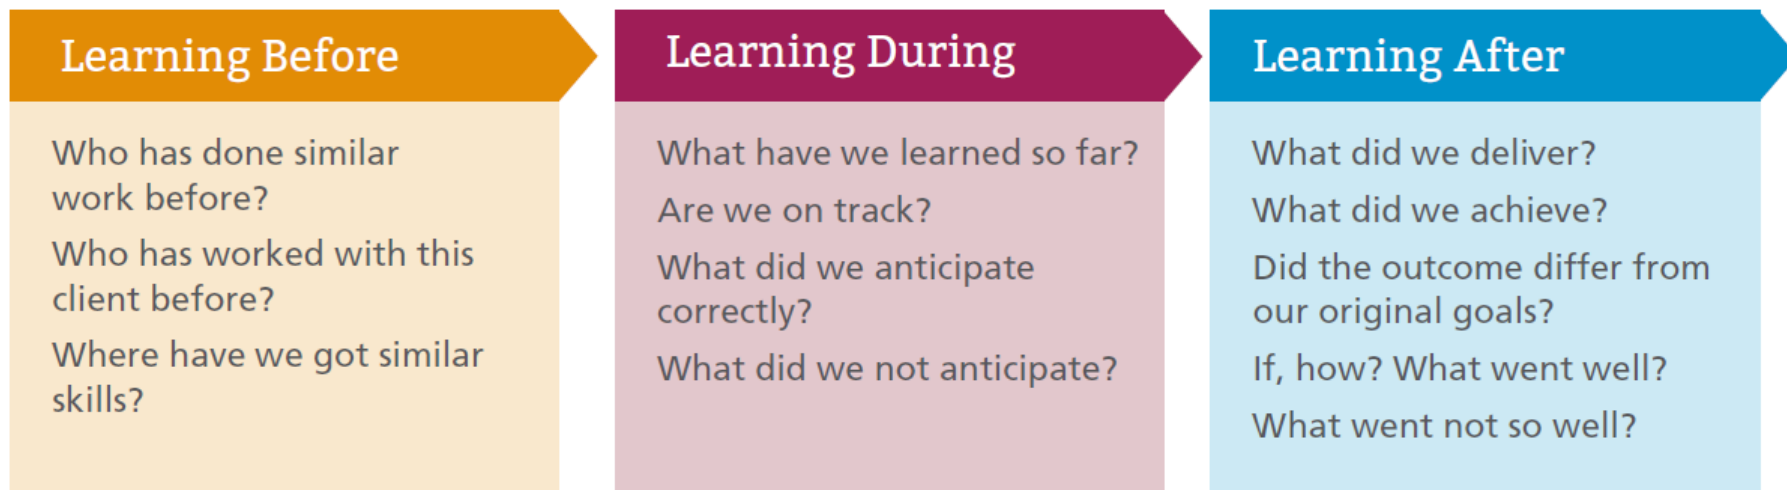 Learning Before
Who has done similar
work before?
Who has worked with this
client before?
Where have we got similar
skills?
Learning During
What have we learned so far?
Are we on track?
What did we anticipate
correctly?
What did we not anticipate?
Learning After
What did we deliver?
What did we achieve?
Did the outcome differ from
our original goals?
If, how? What went well?
What went not so well?